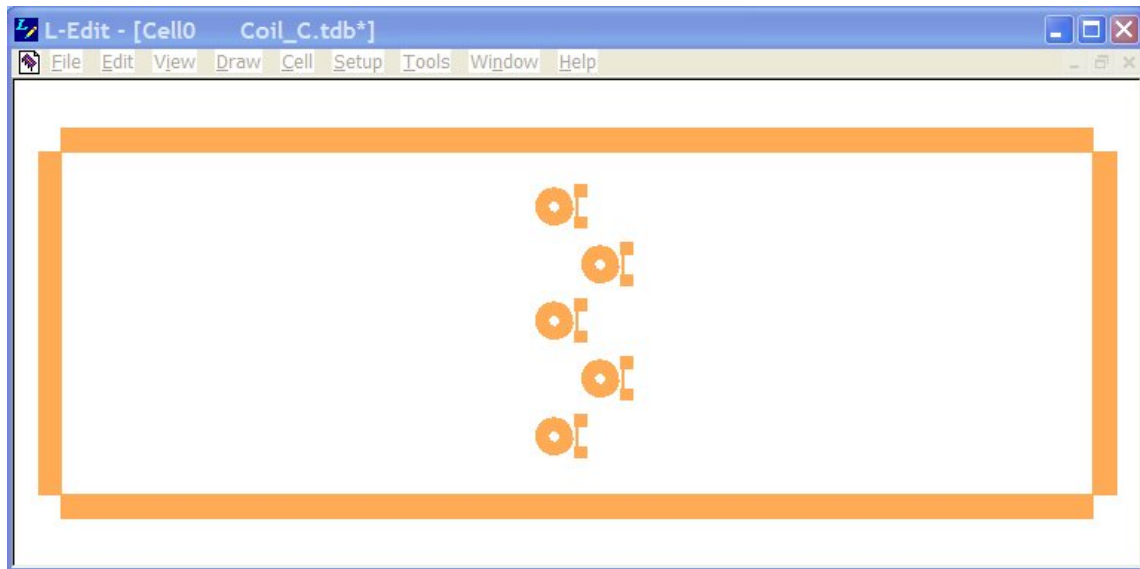 L-Edit - [Cell0 Coil_C.tdb*]
File Edit View Draw Cell Setup Tools Window Help